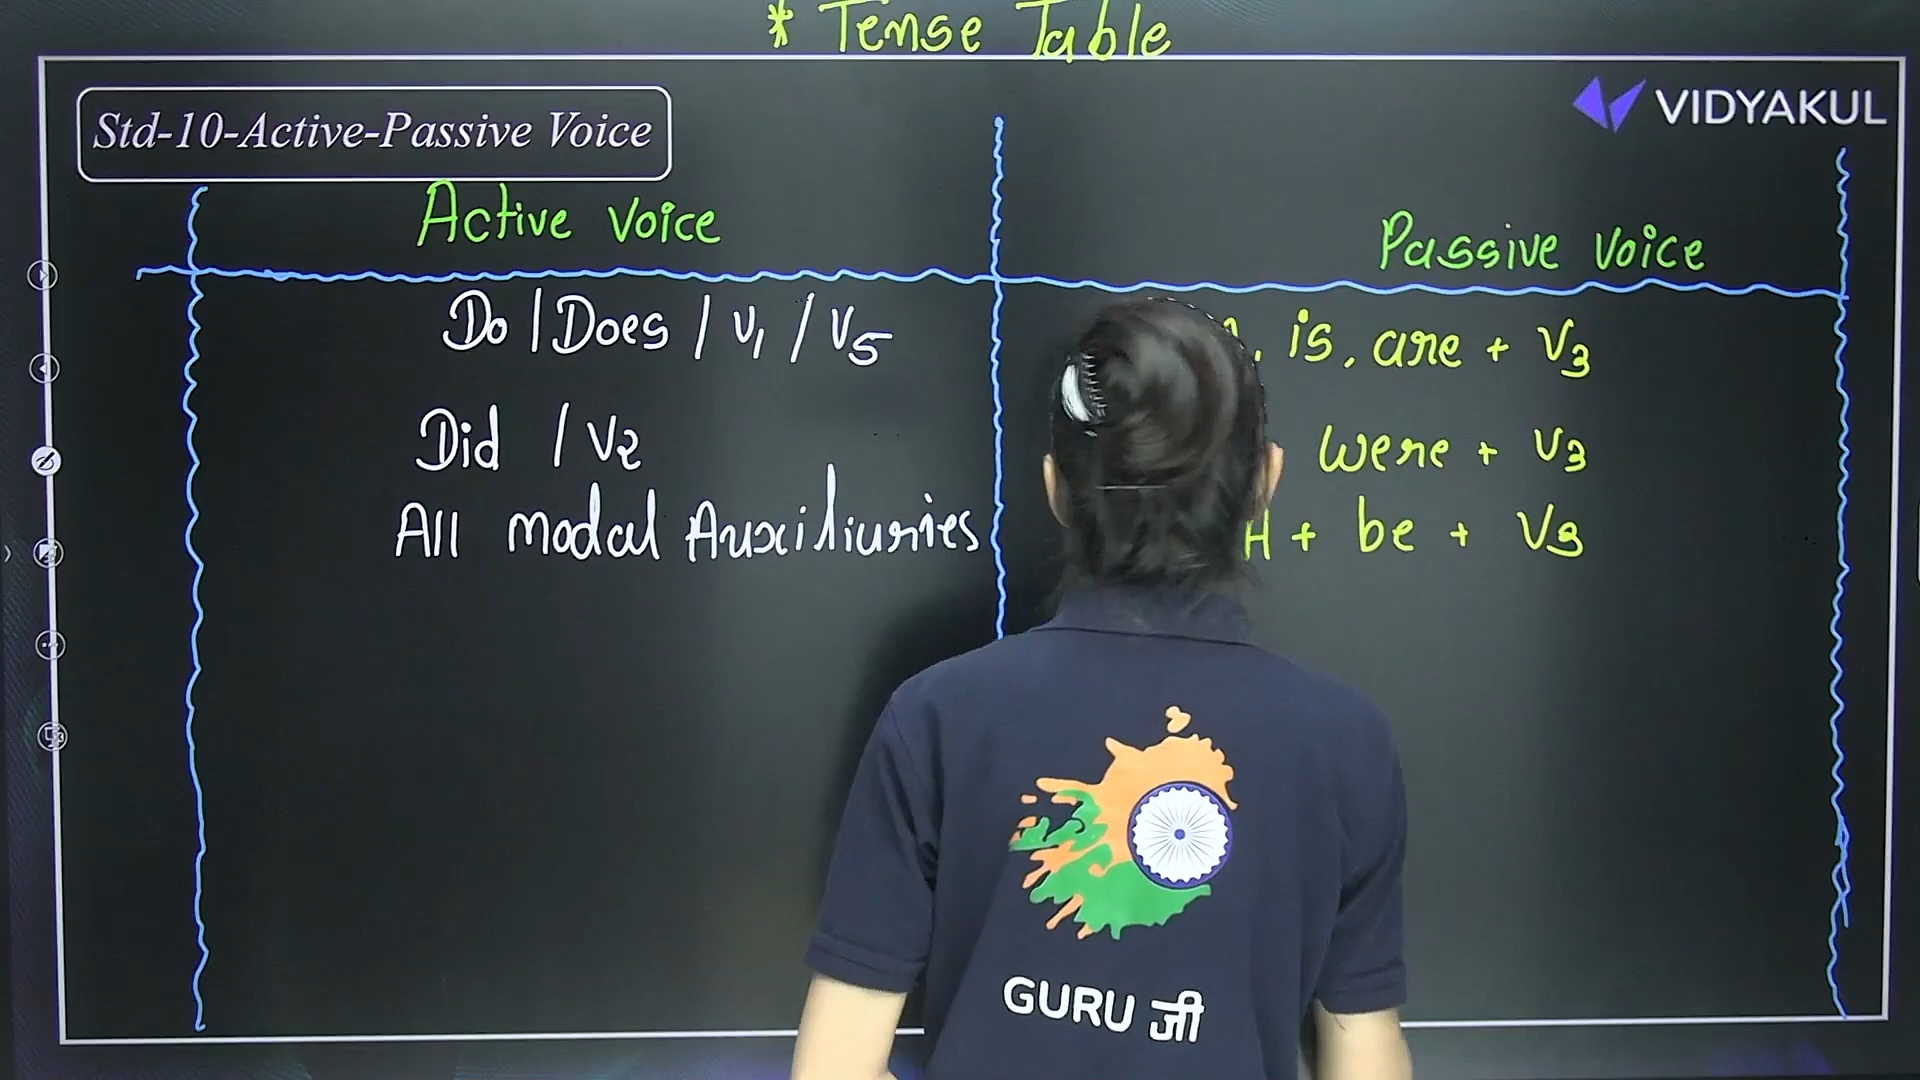 * Tense Table
Std-10-Active-Passive Voice
VIDYAKUL
Active Voice
Passive Voice
Do / Does / V1 / V5
is, are + V3
Did / V2
were + V3
All modal Auxiliuries
+ be + V3
GURU जी